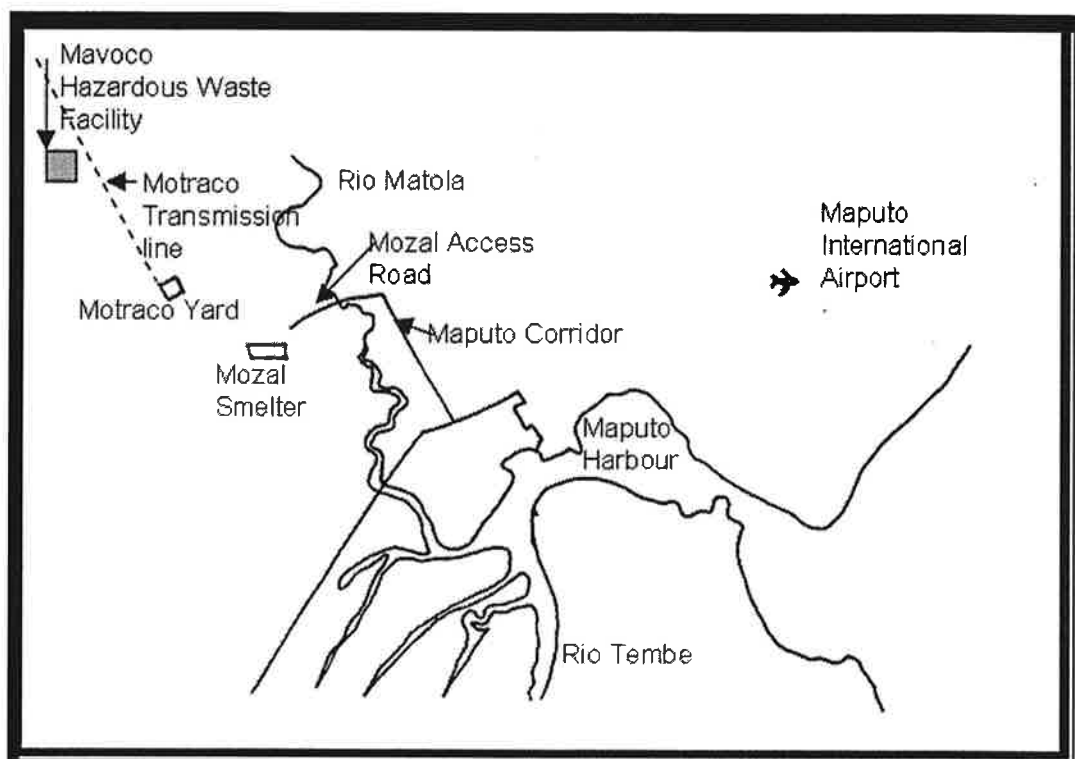 Mavoco
Hazardous Waste
Facility
Motraco
Transmission
line
Motraco Yard
Rio Matola
Mozal Access
Road
Maputo Corridor
Mozal
Smelter
Maputo
International
Airport
Maputo
Harbour
Rio Tembe